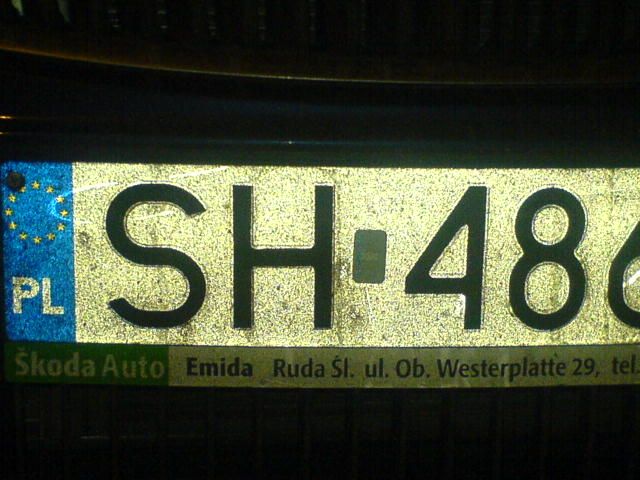 PL SH 486
Škoda Auto Emida Ruda Śl. ul. Ob. Westerplatte 29, tel.